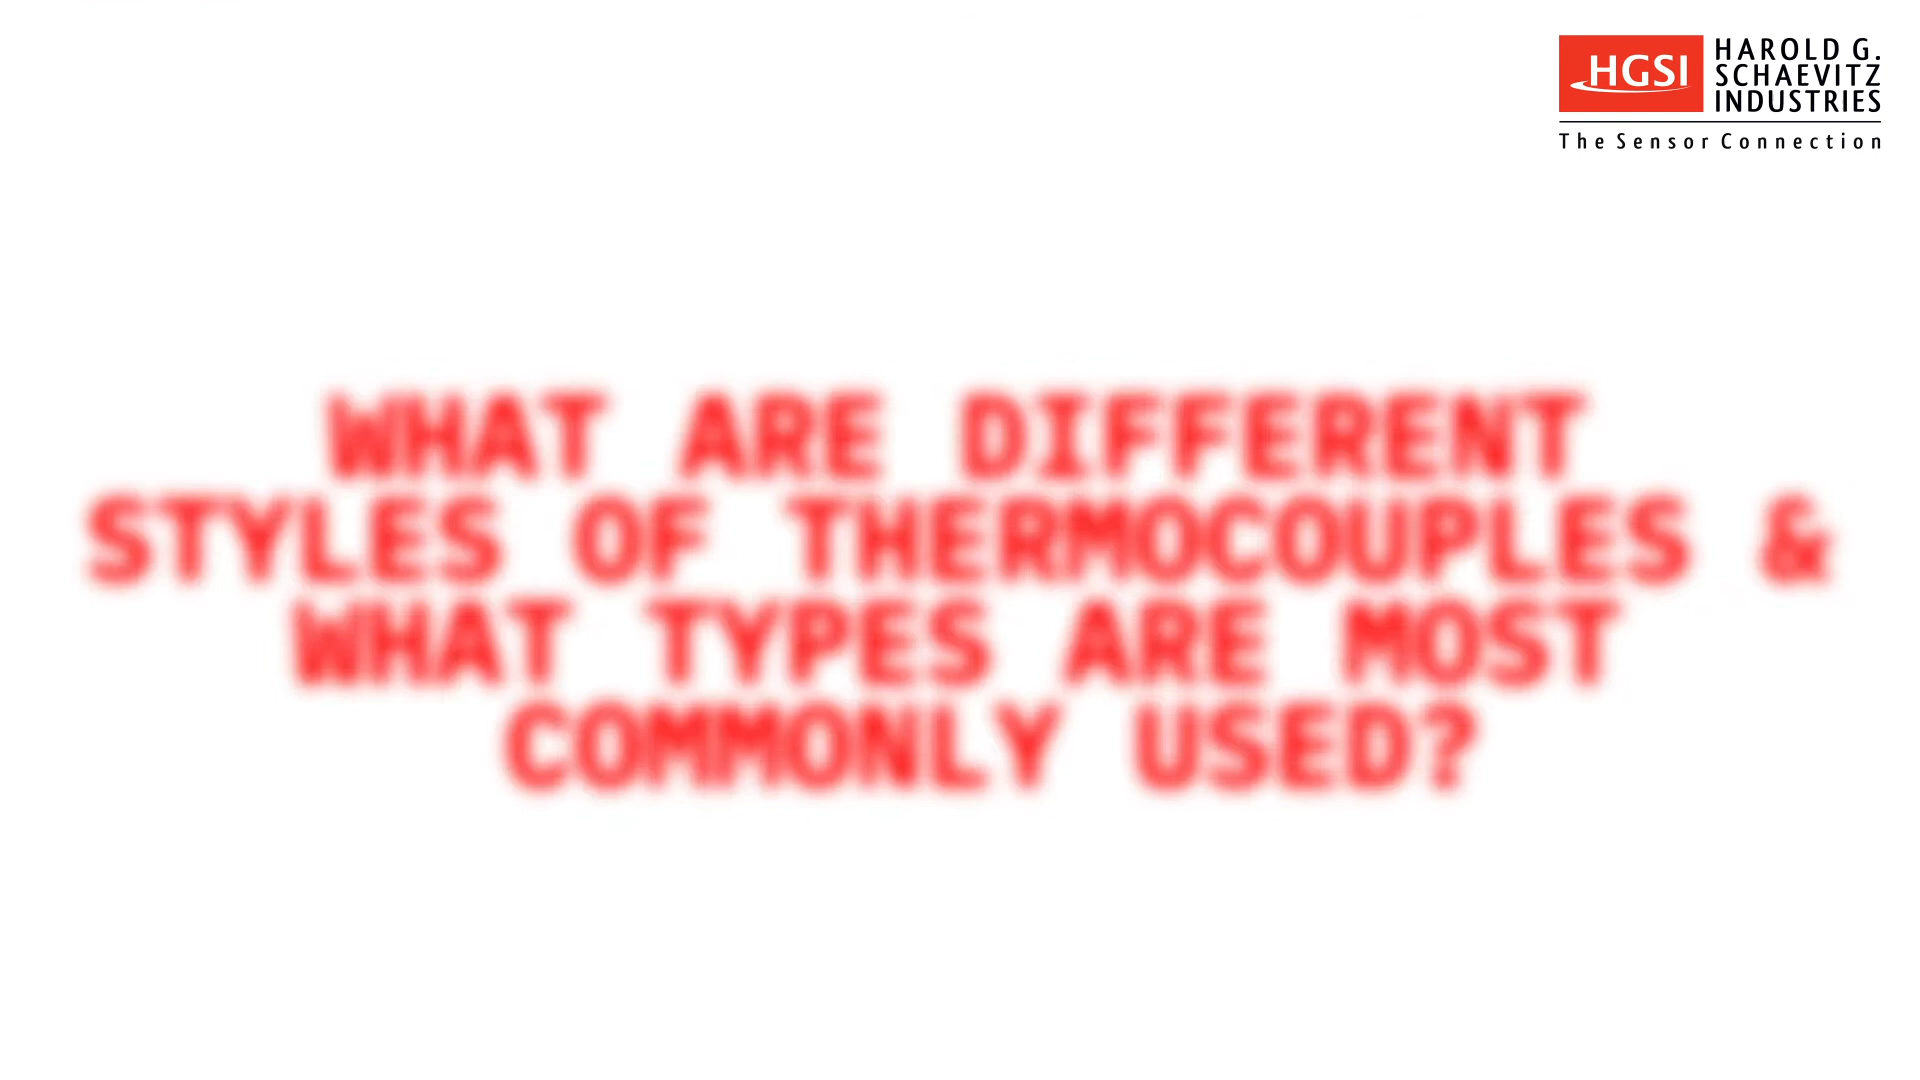 HGSI
HAROLD G.
SCHAEVITZ
INDUSTRIES
The Sensor Connection
WHAT ARE DIFFERENT
STYLES OF THERMOCOUPLES &
WHAT TYPES ARE MOST
COMMONLY USED?